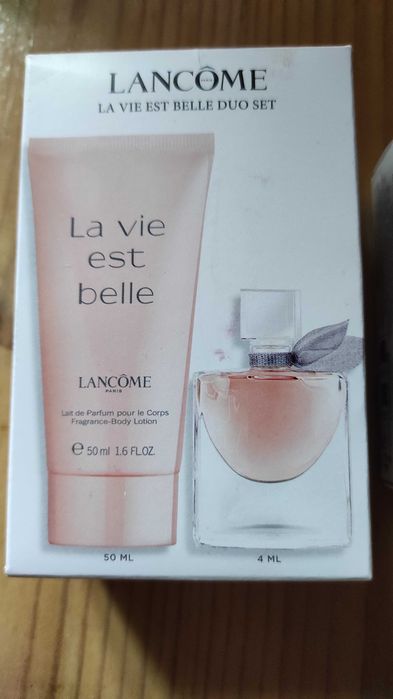 LANCÔME
LA VIE EST BELLE DUO SET
La vie
est
belle
LANCÔME
PARIS
Lait de Parfum pour le Corps
Fragrance-Body Lotion
e 50 ml 1.6 FL.OZ.
50 ML
4 ML